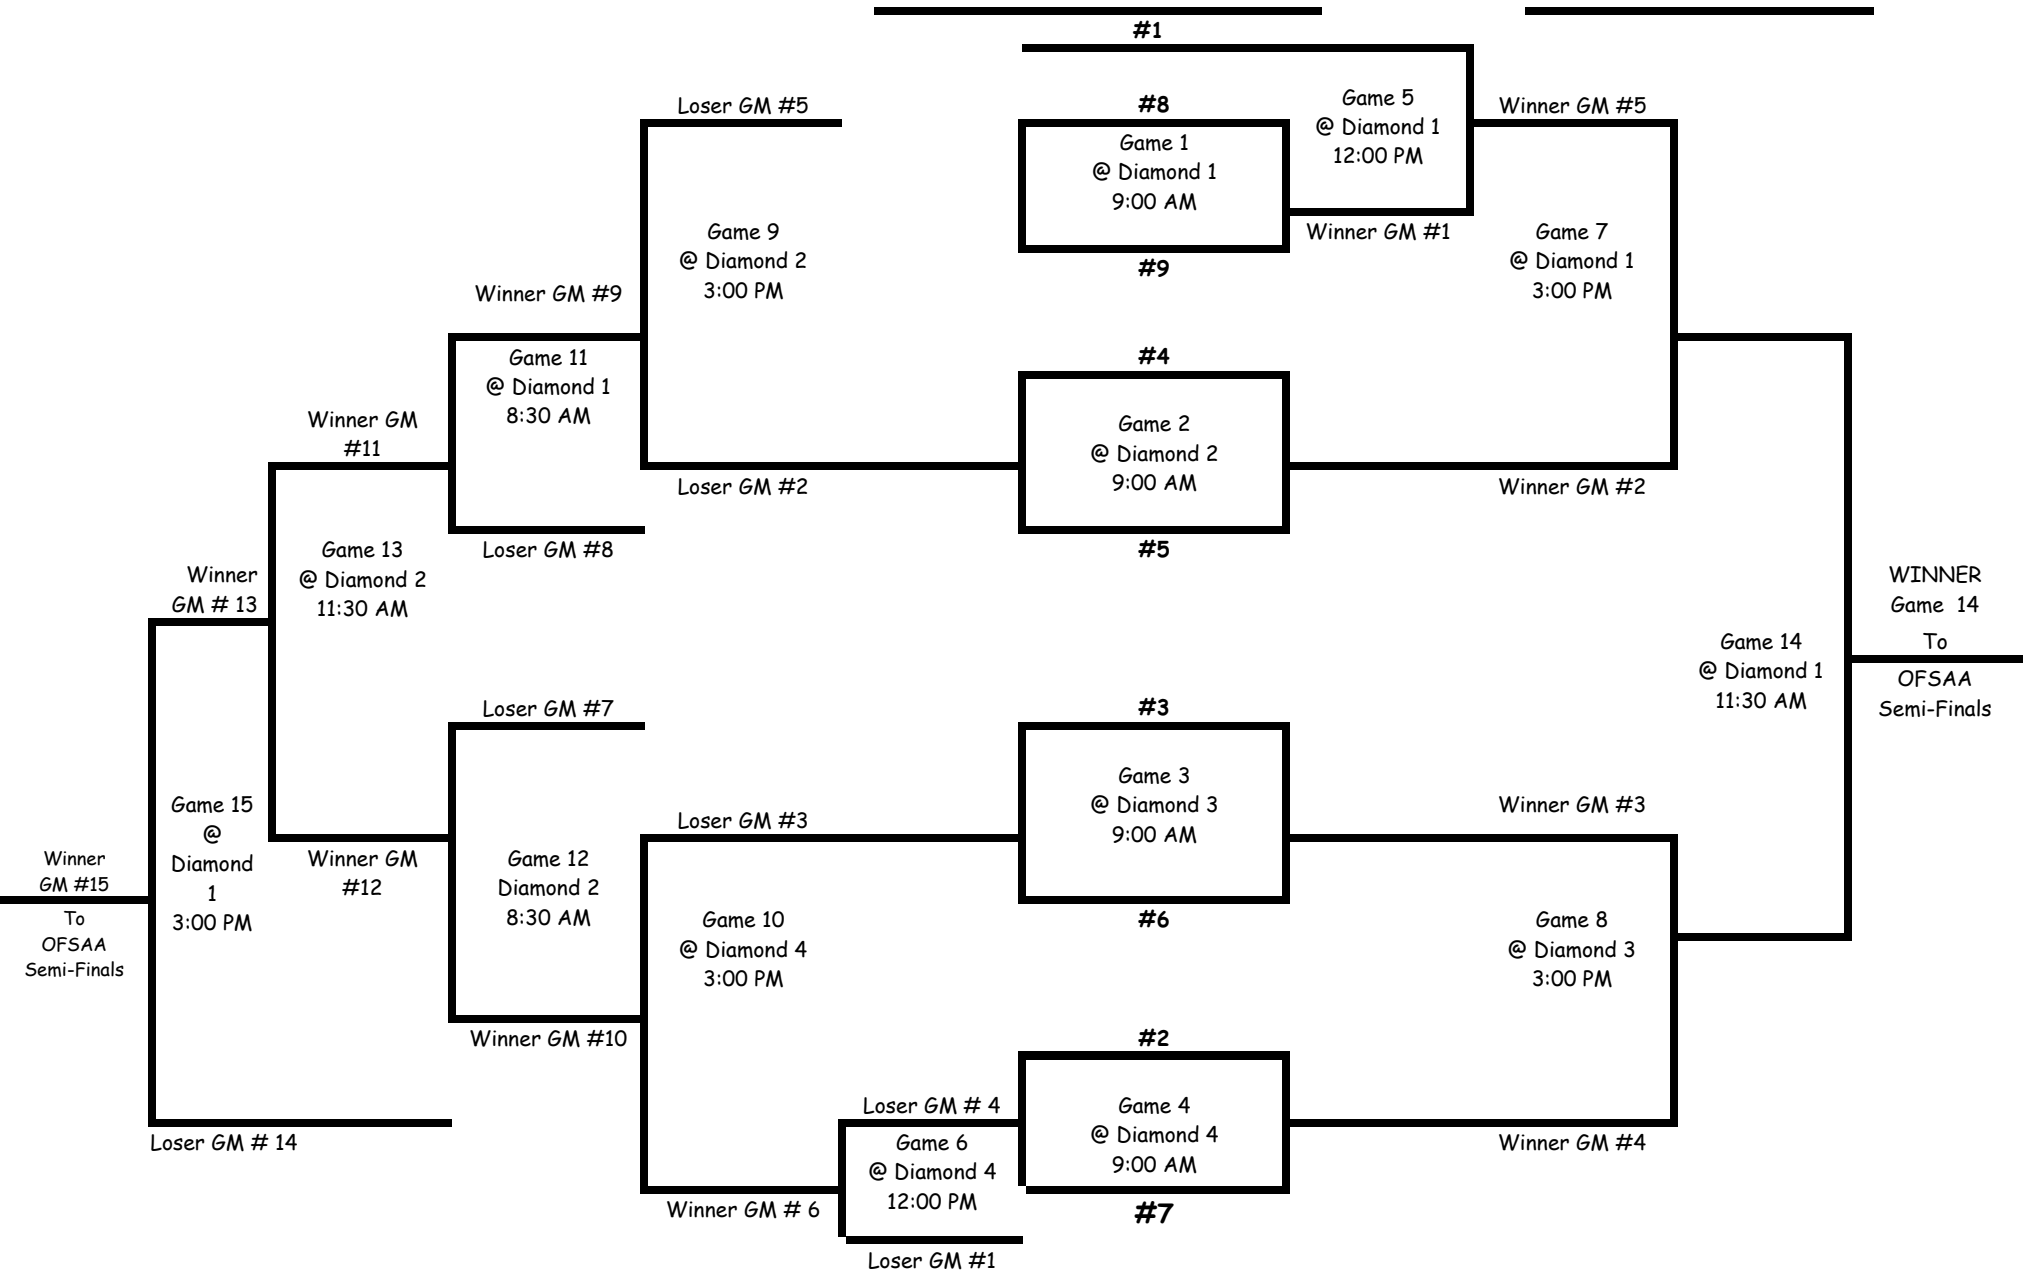 #1
Loser GM #5
#8
Game 5
@ Diamond 1
12:00 PM
Winner GM #5
Game 1
@ Diamond 1
9:00 AM
Winner GM #1
Game 9
@ Diamond 2
3:00 PM
#9
Game 7
@ Diamond 1
3:00 PM
Winner GM #9
#4
Game 11
@ Diamond 1
8:30 AM
Winner GM
#11
Game 2
@ Diamond 2
9:00 AM
Loser GM #2
Winner GM #2
Loser GM #8
#5
Game 13
@ Diamond 2
11:30 AM
Winner
GM # 13
WINNER
Game 14
To
OFSAA
Semi-Finals
Game 14
@ Diamond 1
11:30 AM
Loser GM #7
#3
Game 3
@ Diamond 3
9:00 AM
Loser GM #3
Winner GM #3
Game 15
@
Diamond
1
3:00 PM
Winner
GM #15
To
OFSAA
Semi-Finals
Winner GM
#12
Game 12
Diamond 2
8:30 AM
Game 10
@ Diamond 4
3:00 PM
#6
Game 8
@ Diamond 3
3:00 PM
Winner GM #10
#2
Loser GM # 4
Game 4
@ Diamond 4
9:00 AM
Loser GM # 14
Game 6
@ Diamond 4
12:00 PM
Winner GM #4
Winner GM # 6
#7
Loser GM #1